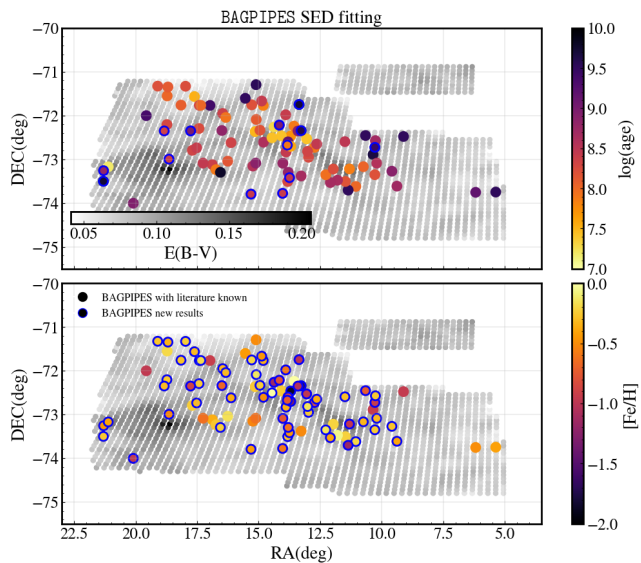 BAGPIPES SED fitting
−70
−71
−72
−73
−74
−75
DEC(deg)
0.05 0.10 0.15 0.20
E(B-V)
10.0
9.5
9.0
8.5
8.0
7.5
7.0
log(age)
−70
−71
−72
−73
−74
−75
DEC(deg)
BAGPIPES with literature known
BAGPIPES new results
0.0
−0.5
−1.0
−1.5
−2.0
[Fe/H]
22.5 20.0 17.5 15.0 12.5 10.0 7.5 5.0
RA(deg)